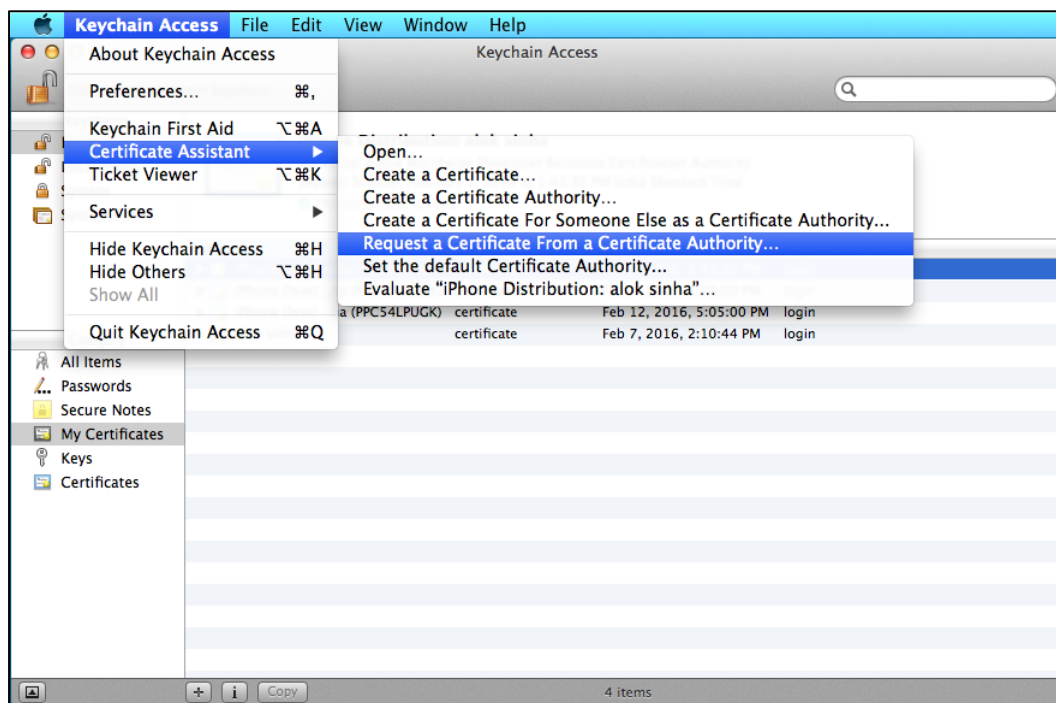 Keychain Access File Edit View Window Help
Keychain Access
About Keychain Access
Preferences... ⌘,
Keychain First Aid ⌥⌘A
Certificate Assistant ▶
Ticket Viewer ⌥⌘K
Services ▶
Hide Keychain Access ⌘H
Hide Others ⌥⌘H
Show All
Quit Keychain Access ⌘Q
Open...
Create a Certificate...
Create a Certificate Authority...
Create a Certificate For Someone Else as a Certificate Authority...
Request a Certificate From a Certificate Authority...
Set the default Certificate Authority...
Evaluate “iPhone Distribution: alok sinha”...
a (PPC54LPUGK) certificate Feb 12, 2016, 5:05:00 PM login
certificate Feb 7, 2016, 2:10:44 PM login
All Items
Passwords
Secure Notes
My Certificates
Keys
Certificates
+ i Copy 4 items